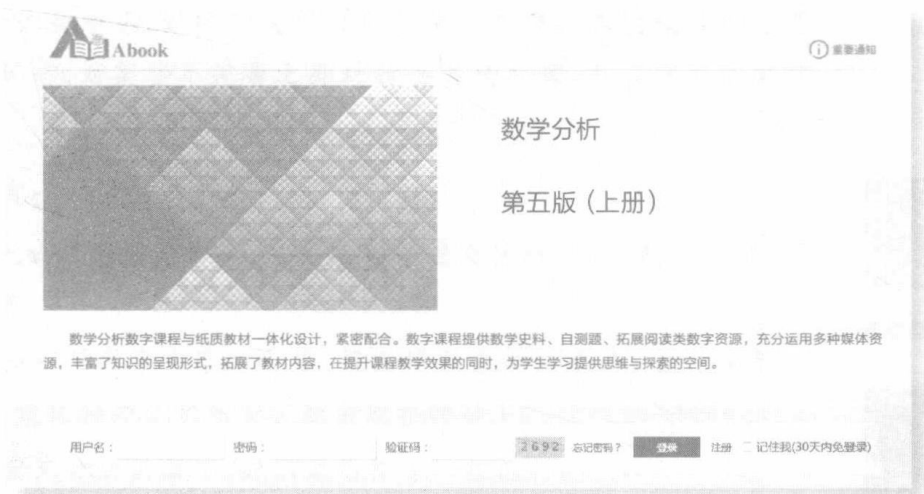 Abook
重要通知
数学分析
第五版（上册）
数学分析数字课程与纸质教材一体化设计，紧密配合。数字课程提供数学史料、自测题、拓展阅读类数字资源，充分运用多种媒体资
源，丰富了知识的呈现形式，拓展了教材内容，在提升课程教学效果的同时，为学生学习提供思维与探索的空间。
用户名： 密码： 验证码： 2692 忘记密码？ 登录 注册 记住我(30天内免登录)